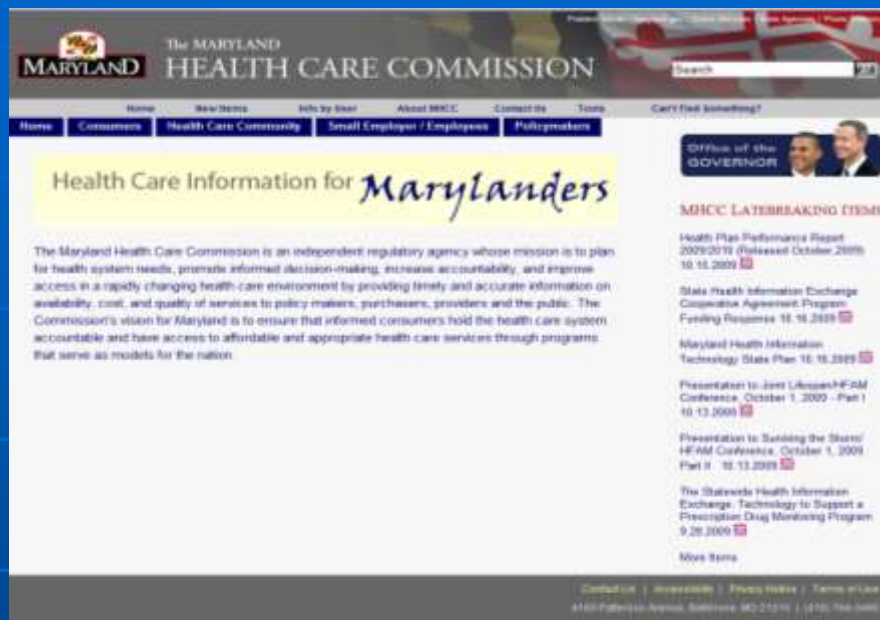 The MARYLAND
MARYLAND HEALTH CARE COMMISSION
Search
Home New Items Info by User About MHCC Contact Us Tools Can't Find Something?
Home Consumers Health Care Community Small Employer / Employees Policymakers
Office of the
GOVERNOR
Health Care Information for Marylanders
MHCC LATEBREAKING ITEMS
The Maryland Health Care Commission is an independent regulatory agency whose mission is to plan
for health system needs, promote informed decision-making, increase accountability, and improve
access in a rapidly changing health care environment by providing timely and accurate information on
availability, cost, and quality of services to policy makers, purchasers, providers and the public. The
Commission's vision for Maryland is to ensure that informed consumers hold the health care system
accountable and have access to affordable and appropriate health care services through programs
that serve as models for the nation.
Health Plan Performance Report
2009/2010 (Released October, 2009)
10.15.2009
State Health Information Exchange
Cooperative Agreement Program
Funding Response 10.16.2009
Maryland Health Information
Technology State Plan 10.16.2009
Presentation to Joint Lifespan/HFAM
Conference, October 1, 2009 - Part I
10.13.2009
Presentation to Surviving the Storm/
HFAM Conference, October 1, 2009
Part II 10.13.2009
The Statewide Health Information
Exchange: Technology to Support a
Prescription Drug Monitoring Program
9.28.2009
More Items
Contact Us | Accessibility | Privacy Notice | Terms of Use
4160 Patterson Avenue, Baltimore, MD 21215 | (410) 764-3460